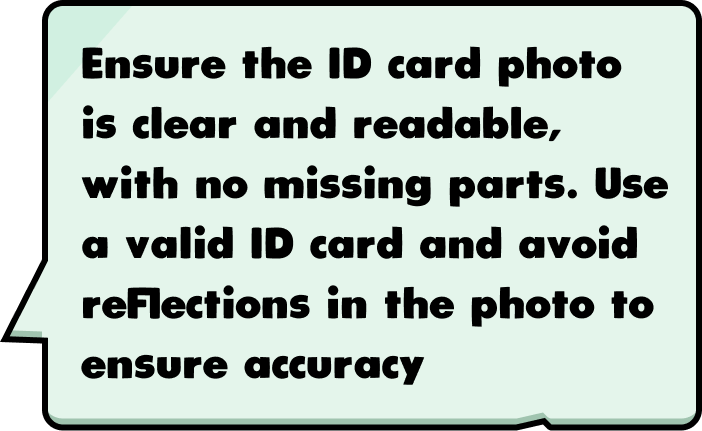 Ensure the ID card photo
is clear and readable,
with no missing parts. Use
a valid ID card and avoid
reflections in the photo to
ensure accuracy